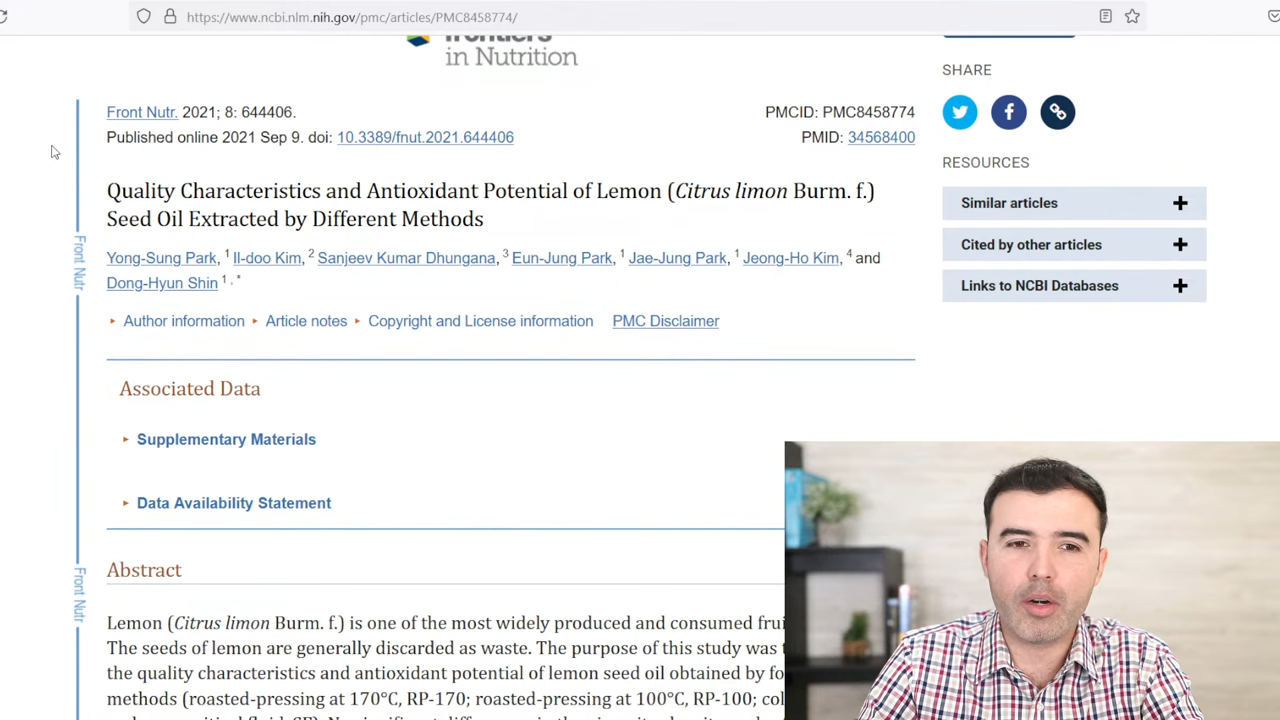 https://www.ncbi.nlm.nih.gov/pmc/articles/PMC8458774/
frontiers
in Nutrition
Front Nutr. 2021; 8: 644406.
PMCID: PMC8458774
Published online 2021 Sep 9. doi: 10.3389/fnut.2021.644406
PMID: 34568400
Quality Characteristics and Antioxidant Potential of Lemon (Citrus limon Burm. f.)
Seed Oil Extracted by Different Methods
Yong-Sung Park, 1 Il-doo Kim, 2 Sanjeev Kumar Dhungana, 3 Eun-Jung Park, 1 Jae-Jung Park, 1 Jeong-Ho Kim, 4 and
Dong-Hyun Shin 1, *
Author information
Article notes
Copyright and License information
PMC Disclaimer
Associated Data
Supplementary Materials
Data Availability Statement
Abstract
Lemon (Citrus limon Burm. f.) is one of the most widely produced and consumed
The seeds of lemon are generally discarded as waste. The purpose of this study was
the quality characteristics and antioxidant potential of lemon seed oil obtained by
methods (roasted-pressing at 170°C, RP-170; roasted-pressing at 100°C, RP-100;
Front Nutr
Front Nutr
SHARE
RESOURCES
Similar articles
Cited by other articles
Links to NCBI Databases